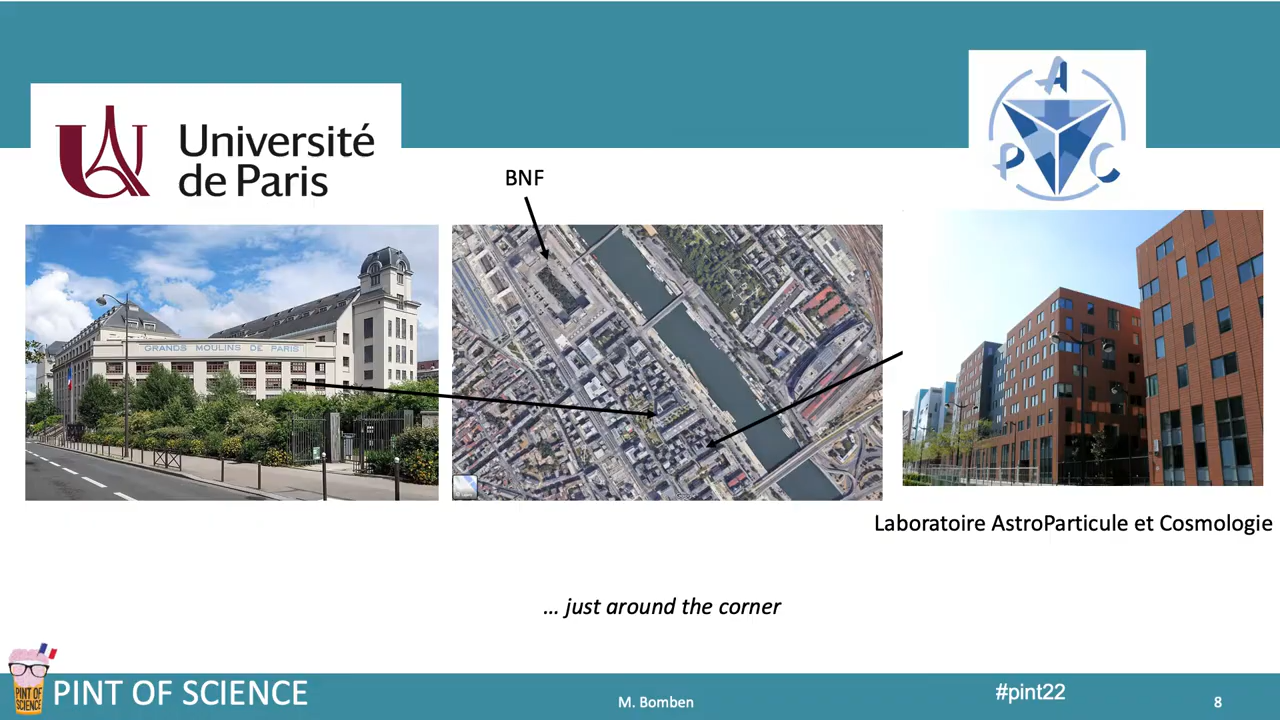 Université
de Paris
A
P C
BNF
GRANDS MOULINS DE PARIS
Laboratoire AstroParticule et Cosmologie
... just around the corner
PINT OF
SCIENCE
PINT OF SCIENCE
M. Bomben
#pint22
8